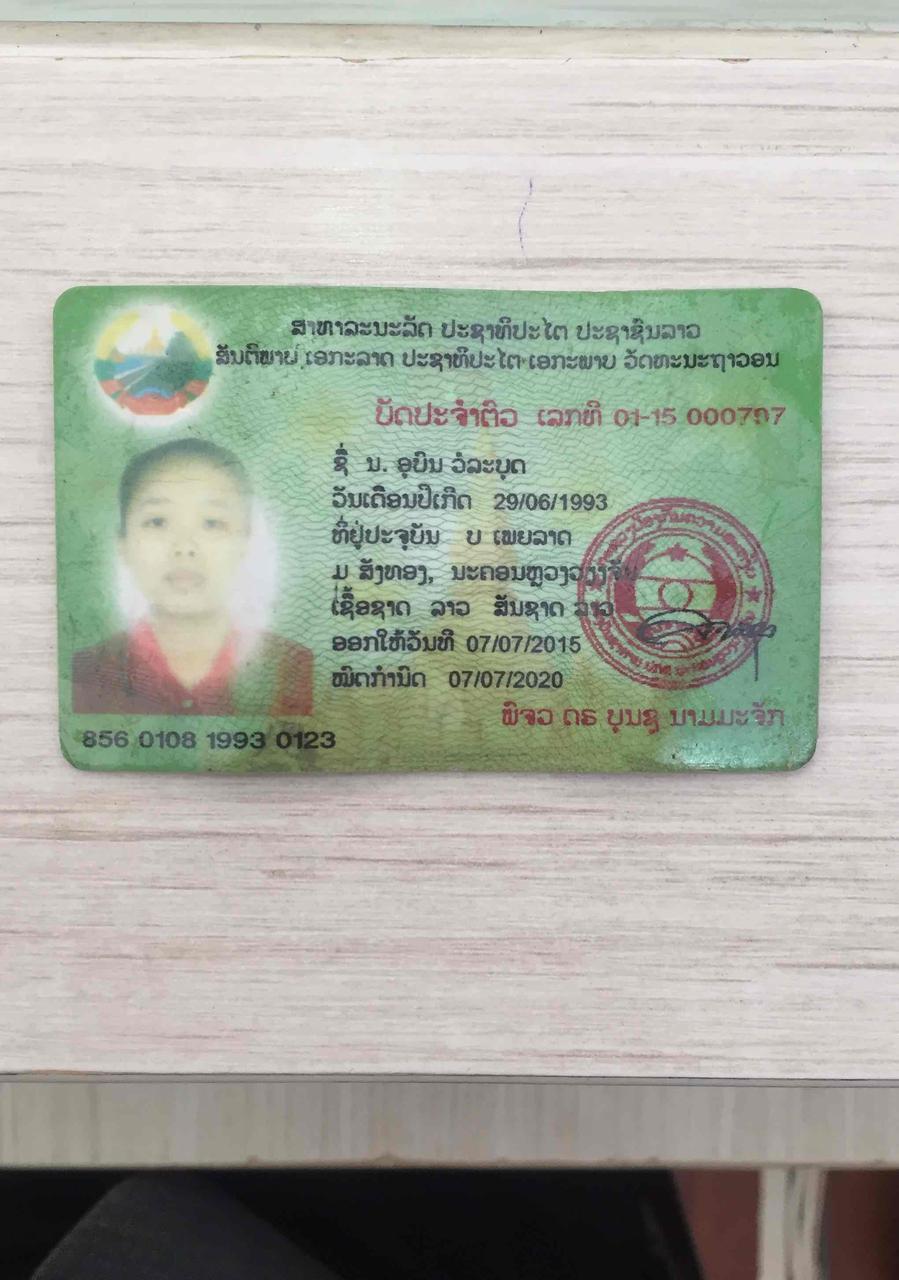 ສາທາລະນະລັດ ປະຊາທິປະໄຕ ປະຊາຊົນລາວ
ສັນຕິພາບ ເອກະລາດ ປະຊາທິປະໄຕ ເອກະພາບ ວັດທະນະຖາວອນ
ບັດປະຈຳຕົວ ເລກທີ 01-15 000797
ຊື່ ນ. ອຸບົນ ວໍລະບຸດ
ວັນເດືອນປີເກີດ 29/06/1993
ທີ່ຢູ່ປະຈຸບັນ ບ ເພຍລາດ
ມ ສັງທອງ, ນະຄອນຫຼວງວຽງຈັນ
ເຊື້ອຊາດ ລາວ ສັນຊາດ ລາວ
ອອກໃຫ້ວັນທີ 07/07/2015
ໝົດກຳນົດ 07/07/2020
ພົຈວ ດຣ ບຸນຊູ ນາມມະຈັກ
856 0108 1993 0123